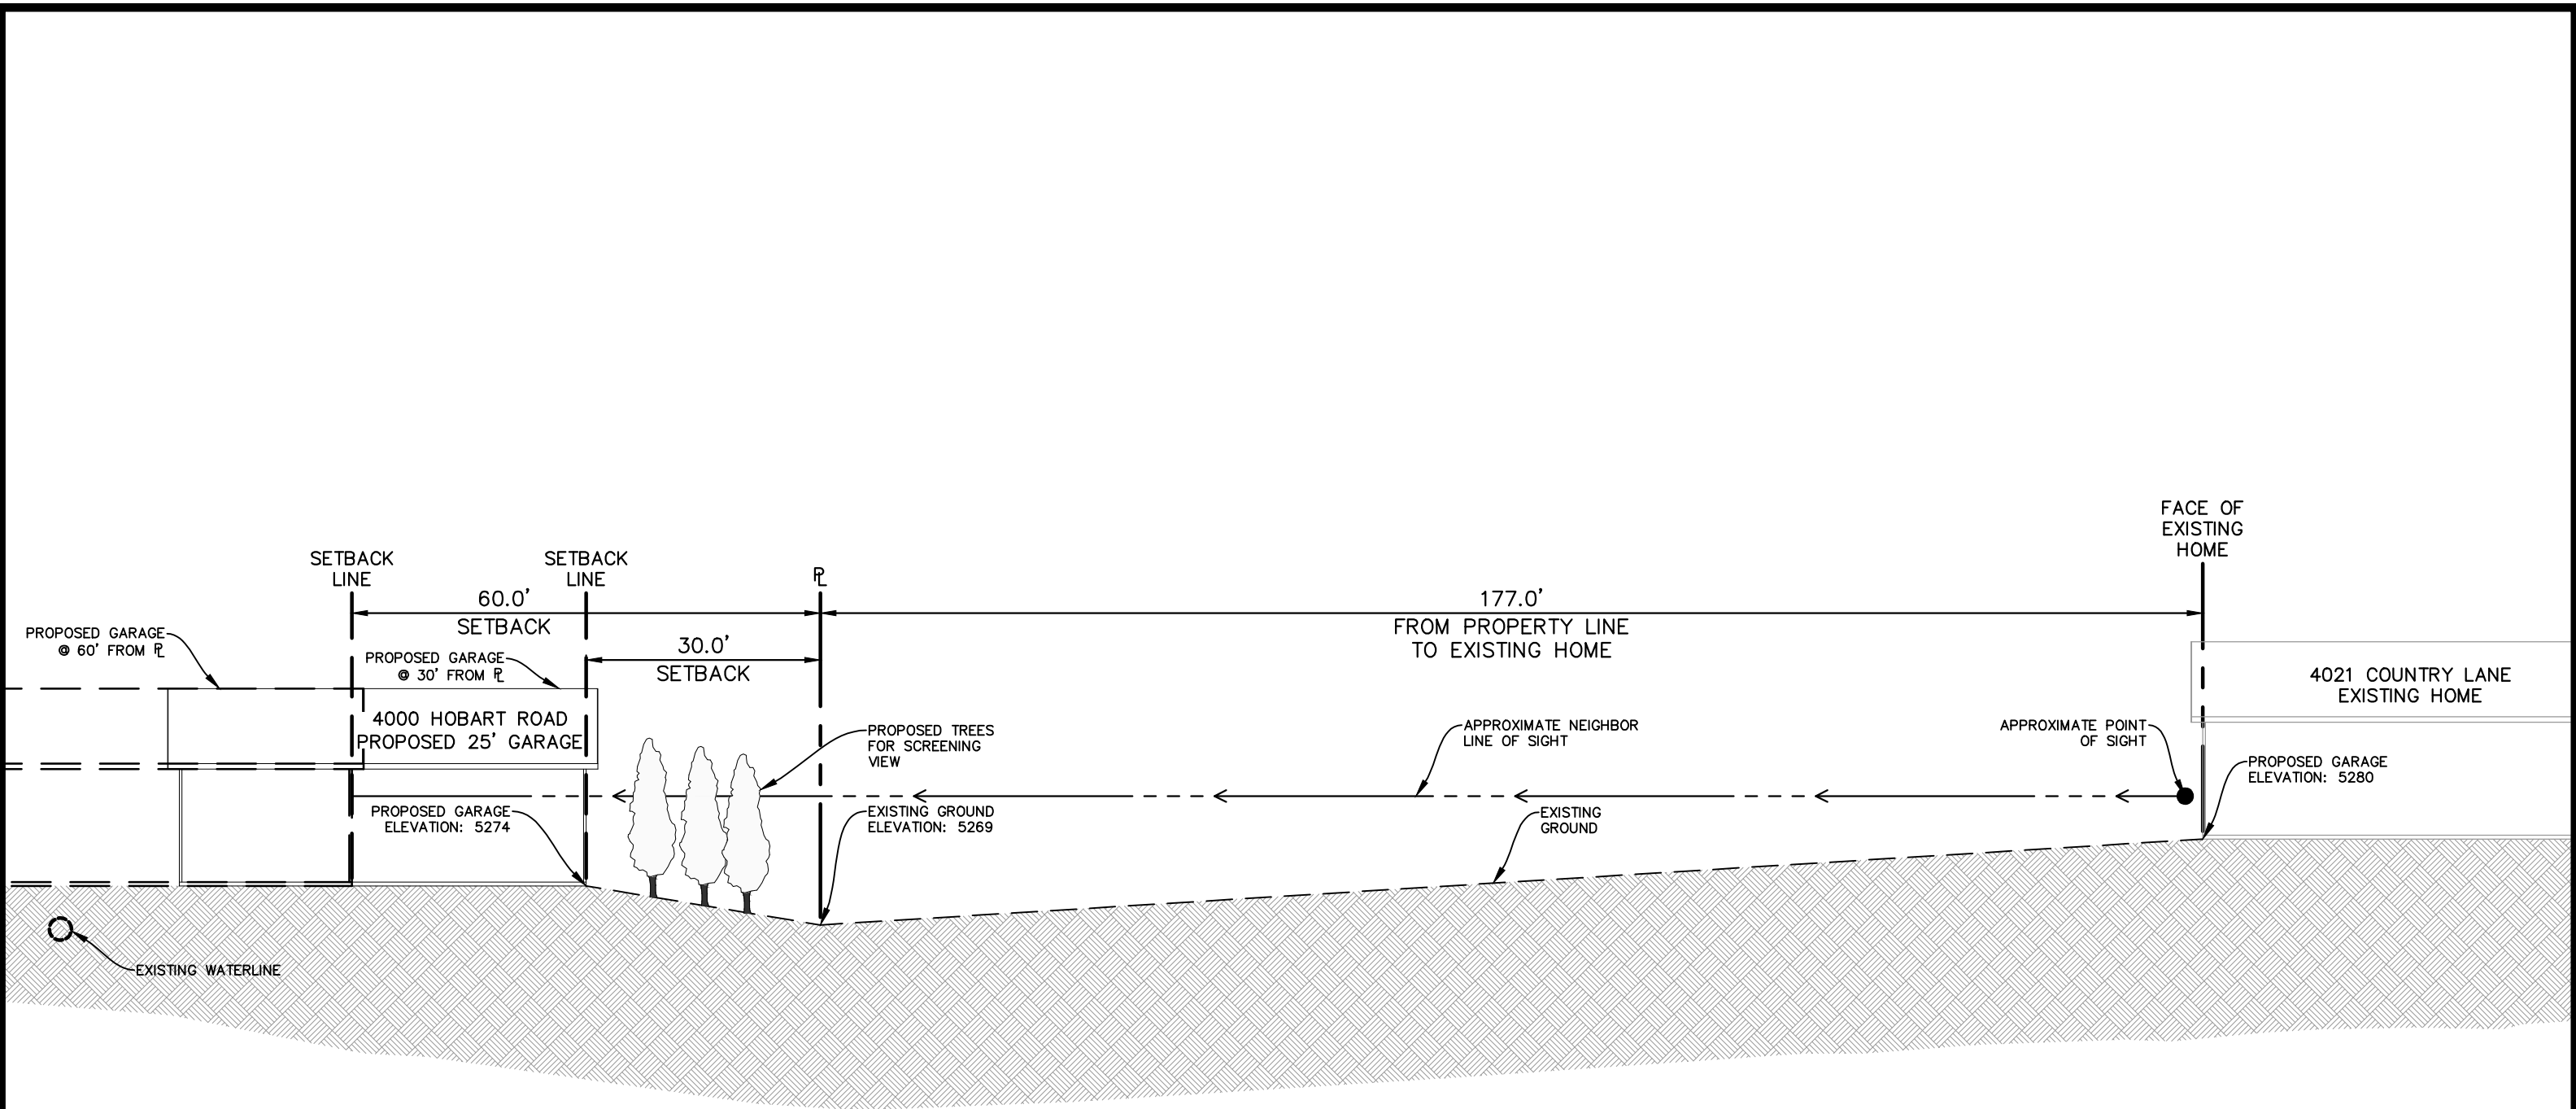 FACE OF
EXISTING
HOME
SETBACK
LINE
SETBACK
LINE
PL
60.0'
SETBACK
177.0'
FROM PROPERTY LINE
TO EXISTING HOME
30.0'
SETBACK
PROPOSED GARAGE
@ 60' FROM PL
PROPOSED GARAGE
@ 30' FROM PL
4000 HOBART ROAD
PROPOSED 25' GARAGE
4021 COUNTRY LANE
EXISTING HOME
PROPOSED TREES
FOR SCREENING
VIEW
APPROXIMATE NEIGHBOR
LINE OF SIGHT
APPROXIMATE POINT
OF SIGHT
PROPOSED GARAGE
ELEVATION: 5280
PROPOSED GARAGE
ELEVATION: 5274
EXISTING GROUND
ELEVATION: 5269
EXISTING
GROUND
EXISTING WATERLINE